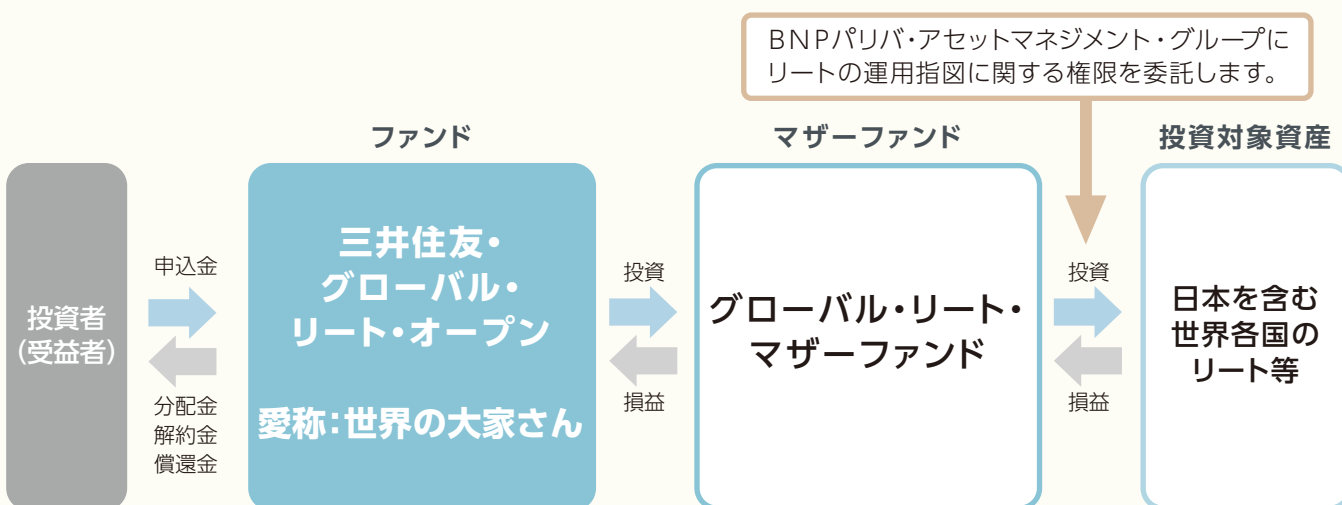 BNPパリバ・アセットマネジメント・グループに
リートの運用指図に関する権限を委託します。
ファンド
マザーファンド
投資対象資産
投資者
(受益者)
申込金
分配金
解約金
償還金
三井住友・
グローバル・
リート・オープン
愛称:世界の大家さん
投資
損益
グローバル・リート・
マザーファンド
投資
損益
日本を含む
世界各国の
リート等